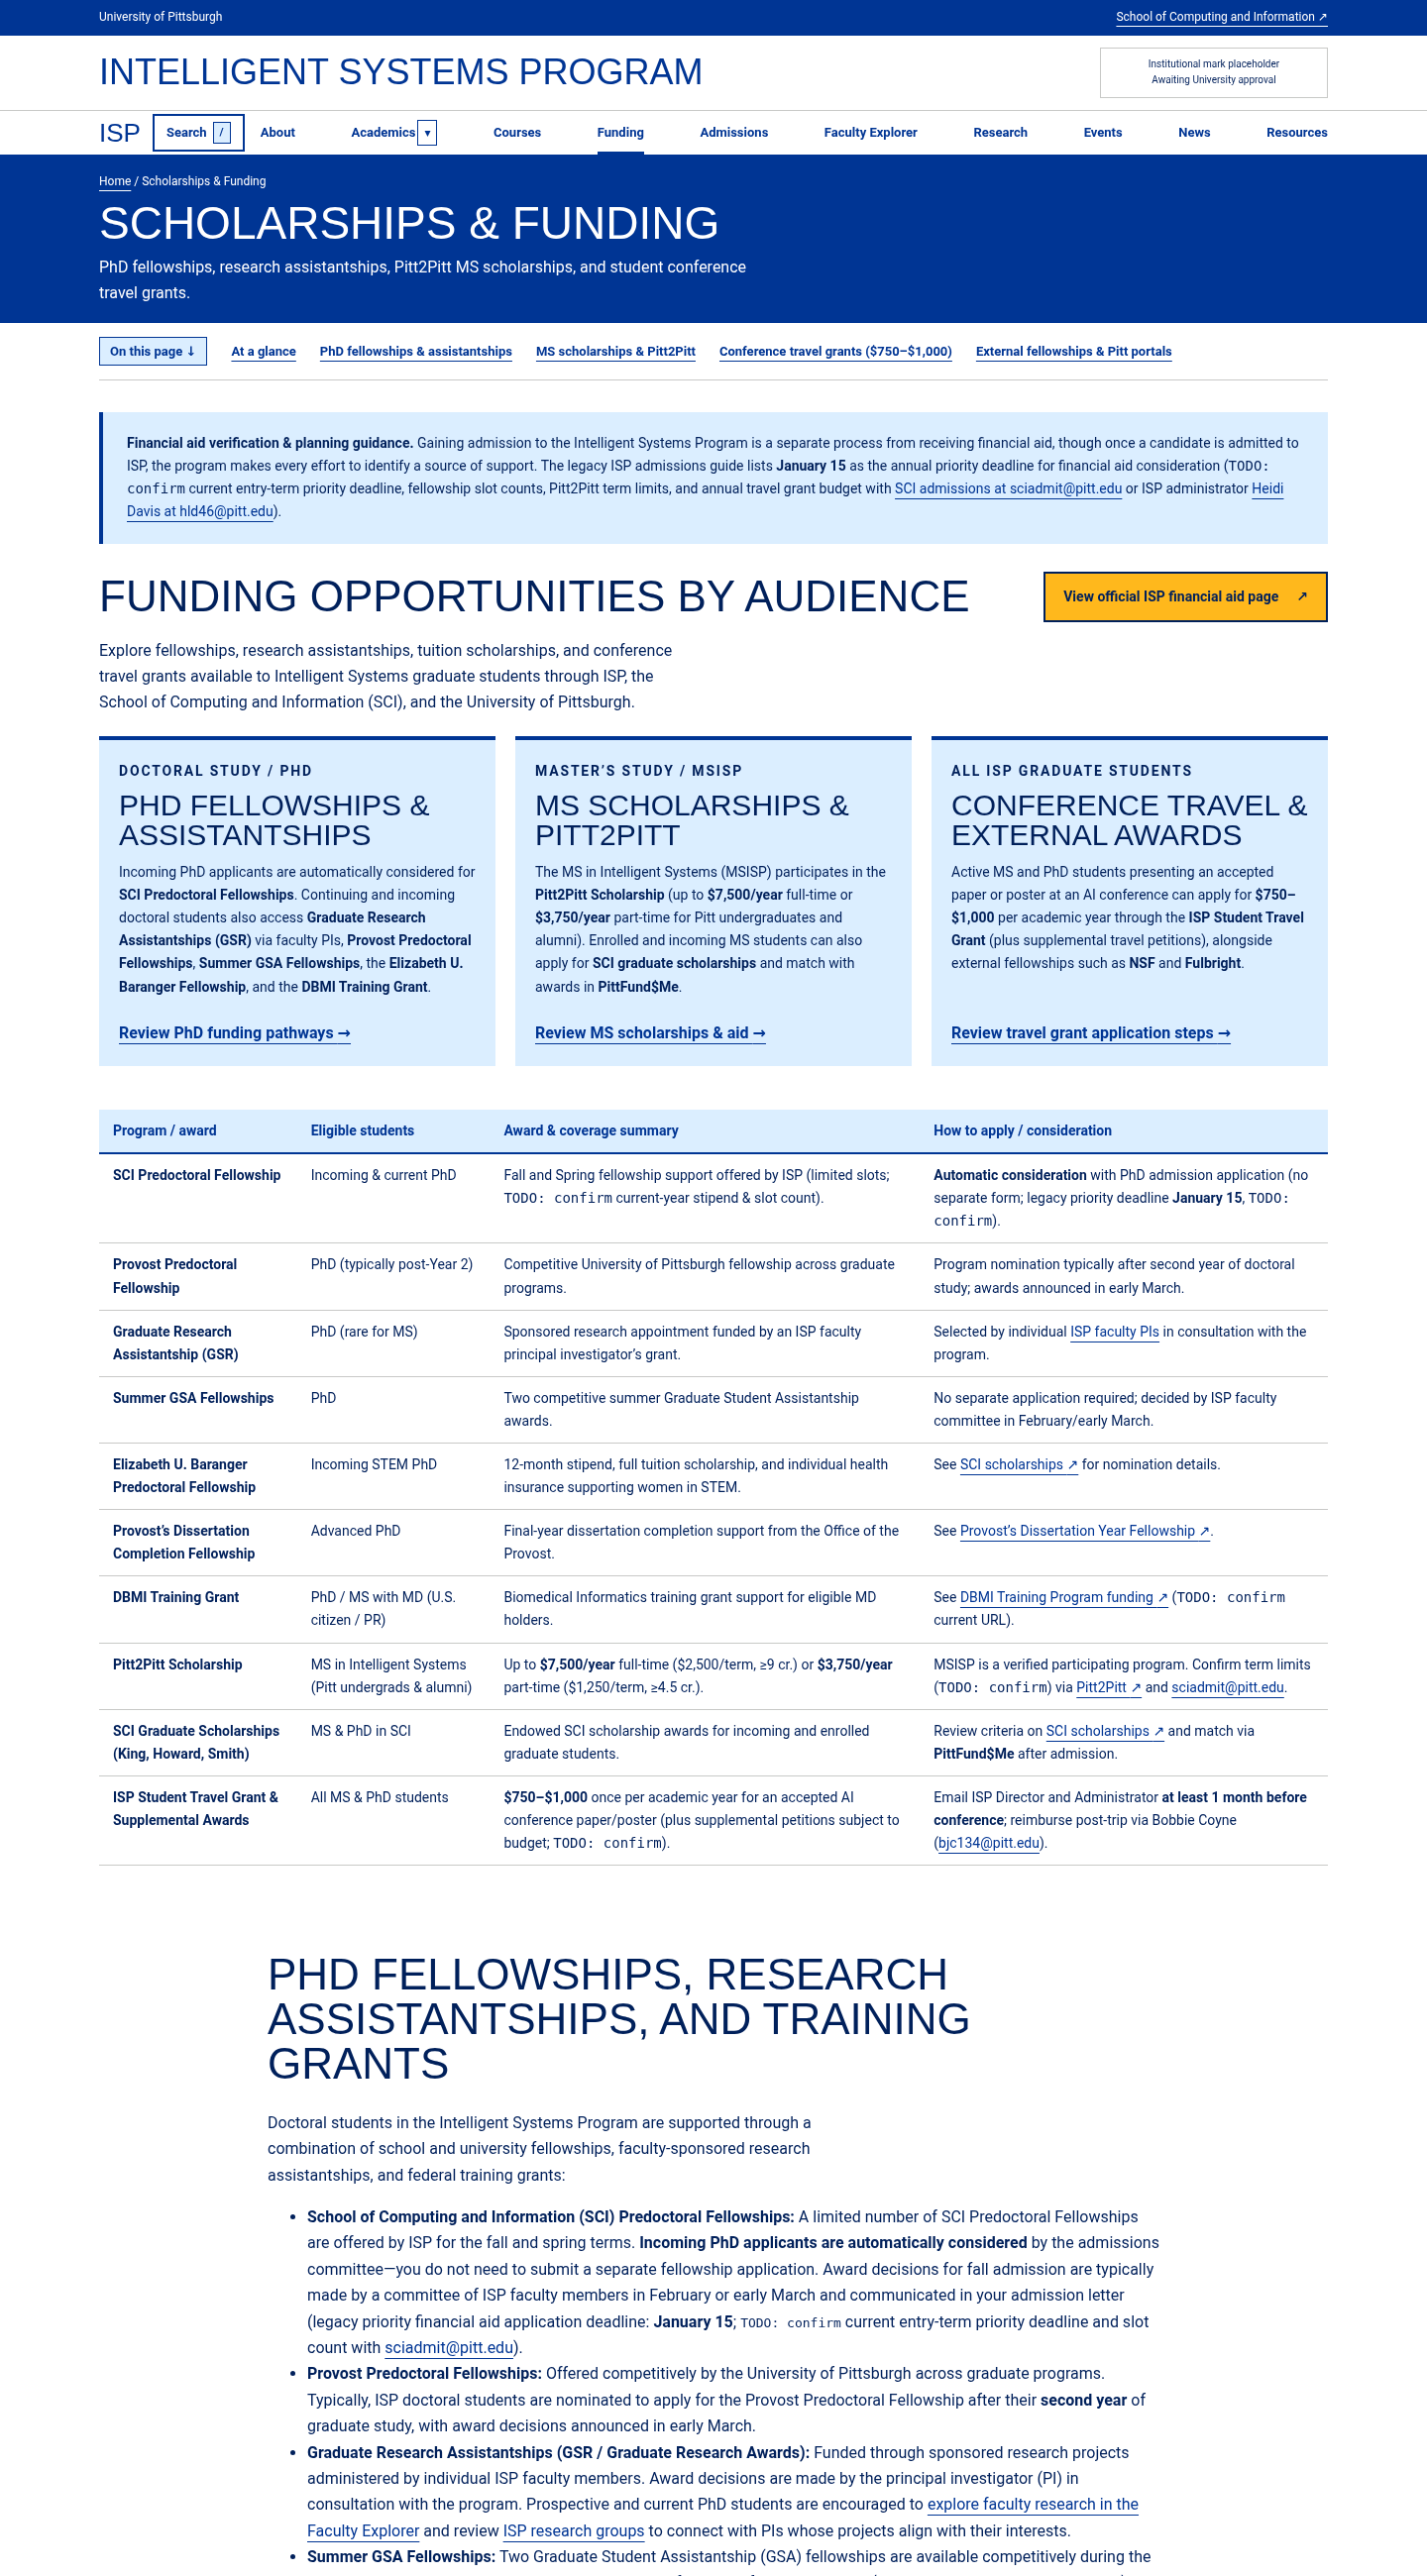 University of Pittsburgh
School of Computing and Information ↗
INTELLIGENT SYSTEMS PROGRAM
Institutional mark placeholder
Awaiting University approval
ISP
Search /
About
Academics ▾
Courses
Funding
Admissions
Faculty Explorer
Research
Events
News
Resources
Home / Scholarships & Funding
SCHOLARSHIPS & FUNDING
PhD fellowships, research assistantships, Pitt2Pitt MS scholarships, and student conference
travel grants.
On this page ↓
At a glance
PhD fellowships & assistantships
MS scholarships & Pitt2Pitt
Conference travel grants ($750–$1,000)
External fellowships & Pitt portals
Financial aid verification & planning guidance. Gaining admission to the Intelligent Systems Program is a separate process from receiving financial aid, though once a candidate is admitted to
ISP, the program makes every effort to identify a source of support. The legacy ISP admissions guide lists January 15 as the annual priority deadline for financial aid consideration (TODO:
confirm current entry-term priority deadline, fellowship slot counts, Pitt2Pitt term limits, and annual travel grant budget with SCI admissions at sciadmit@pitt.edu or ISP administrator Heidi
Davis at hld46@pitt.edu).
FUNDING OPPORTUNITIES BY AUDIENCE
View official ISP financial aid page ↗
Explore fellowships, research assistantships, tuition scholarships, and conference
travel grants available to Intelligent Systems graduate students through ISP, the
School of Computing and Information (SCI), and the University of Pittsburgh.
DOCTORAL STUDY / PHD
PHD FELLOWSHIPS &
ASSISTANTSHIPS
Incoming PhD applicants are automatically considered for
SCI Predoctoral Fellowships. Continuing and incoming
doctoral students also access Graduate Research
Assistantships (GSR) via faculty PIs, Provost Predoctoral
Fellowships, Summer GSA Fellowships, the Elizabeth U.
Baranger Fellowship, and the DBMI Training Grant.
Review PhD funding pathways →
MASTER’S STUDY / MSISP
MS SCHOLARSHIPS &
PITT2PITT
The MS in Intelligent Systems (MSISP) participates in the
Pitt2Pitt Scholarship (up to $7,500/year full-time or
$3,750/year part-time for Pitt undergraduates and
alumni). Enrolled and incoming MS students can also
apply for SCI graduate scholarships and match with
awards in PittFund$Me.
Review MS scholarships & aid →
ALL ISP GRADUATE STUDENTS
CONFERENCE TRAVEL &
EXTERNAL AWARDS
Active MS and PhD students presenting an accepted
paper or poster at an AI conference can apply for $750–
$1,000 per academic year through the ISP Student Travel
Grant (plus supplemental travel petitions), alongside
external fellowships such as NSF and Fulbright.
Review travel grant application steps →
Program / award
Eligible students
Award & coverage summary
How to apply / consideration
SCI Predoctoral Fellowship
Incoming & current PhD
Fall and Spring fellowship support offered by ISP (limited slots;
TODO: confirm current-year stipend & slot count).
Automatic consideration with PhD admission application (no
separate form; legacy priority deadline January 15, TODO:
confirm).
Provost Predoctoral
Fellowship
PhD (typically post-Year 2)
Competitive University of Pittsburgh fellowship across graduate
programs.
Program nomination typically after second year of doctoral
study; awards announced in early March.
Graduate Research
Assistantship (GSR)
PhD (rare for MS)
Sponsored research appointment funded by an ISP faculty
principal investigator’s grant.
Selected by individual ISP faculty PIs in consultation with the
program.
Summer GSA Fellowships
PhD
Two competitive summer Graduate Student Assistantship
awards.
No separate application required; decided by ISP faculty
committee in February/early March.
Elizabeth U. Baranger
Predoctoral Fellowship
Incoming STEM PhD
12-month stipend, full tuition scholarship, and individual health
insurance supporting women in STEM.
See SCI scholarships ↗ for nomination details.
Provost’s Dissertation
Completion Fellowship
Advanced PhD
Final-year dissertation completion support from the Office of the
Provost.
See Provost’s Dissertation Year Fellowship ↗.
DBMI Training Grant
PhD / MS with MD (U.S.
citizen / PR)
Biomedical Informatics training grant support for eligible MD
holders.
See DBMI Training Program funding ↗ (TODO: confirm
current URL).
Pitt2Pitt Scholarship
MS in Intelligent Systems
(Pitt undergrads & alumni)
Up to $7,500/year full-time ($2,500/term, ≥9 cr.) or $3,750/year
part-time ($1,250/term, ≥4.5 cr.).
MSISP is a verified participating program. Confirm term limits
(TODO: confirm) via Pitt2Pitt ↗ and sciadmit@pitt.edu.
SCI Graduate Scholarships
(King, Howard, Smith)
MS & PhD in SCI
Endowed SCI scholarship awards for incoming and enrolled
graduate students.
Review criteria on SCI scholarships ↗ and match via
PittFund$Me after admission.
ISP Student Travel Grant &
Supplemental Awards
All MS & PhD students
$750–$1,000 once per academic year for an accepted AI
conference paper/poster (plus supplemental petitions subject to
budget; TODO: confirm).
Email ISP Director and Administrator at least 1 month before
conference; reimburse post-trip via Bobbie Coyne
(bjc134@pitt.edu).
PHD FELLOWSHIPS, RESEARCH
ASSISTANTSHIPS, AND TRAINING
GRANTS
Doctoral students in the Intelligent Systems Program are supported through a
combination of school and university fellowships, faculty-sponsored research
assistantships, and federal training grants:
• School of Computing and Information (SCI) Predoctoral Fellowships: A limited number of SCI Predoctoral Fellowships
are offered by ISP for the fall and spring terms. Incoming PhD applicants are automatically considered by the admissions
committee—you do not need to submit a separate fellowship application. Award decisions for fall admission are typically
made by a committee of ISP faculty members in February or early March and communicated in your admission letter
(legacy priority financial aid application deadline: January 15; TODO: confirm current entry-term priority deadline and slot
count with sciadmit@pitt.edu).
• Provost Predoctoral Fellowships: Offered competitively by the University of Pittsburgh across graduate programs.
Typically, ISP doctoral students are nominated to apply for the Provost Predoctoral Fellowship after their second year of
graduate study, with award decisions announced in early March.
• Graduate Research Assistantships (GSR / Graduate Research Awards): Funded through sponsored research projects
administered by individual ISP faculty members. Award decisions are made by the principal investigator (PI) in
consultation with the program. Prospective and current PhD students are encouraged to explore faculty research in the
Faculty Explorer and review ISP research groups to connect with PIs whose projects align with their interests.
• Summer GSA Fellowships: Two Graduate Student Assistantship (GSA) fellowships are available competitively during the